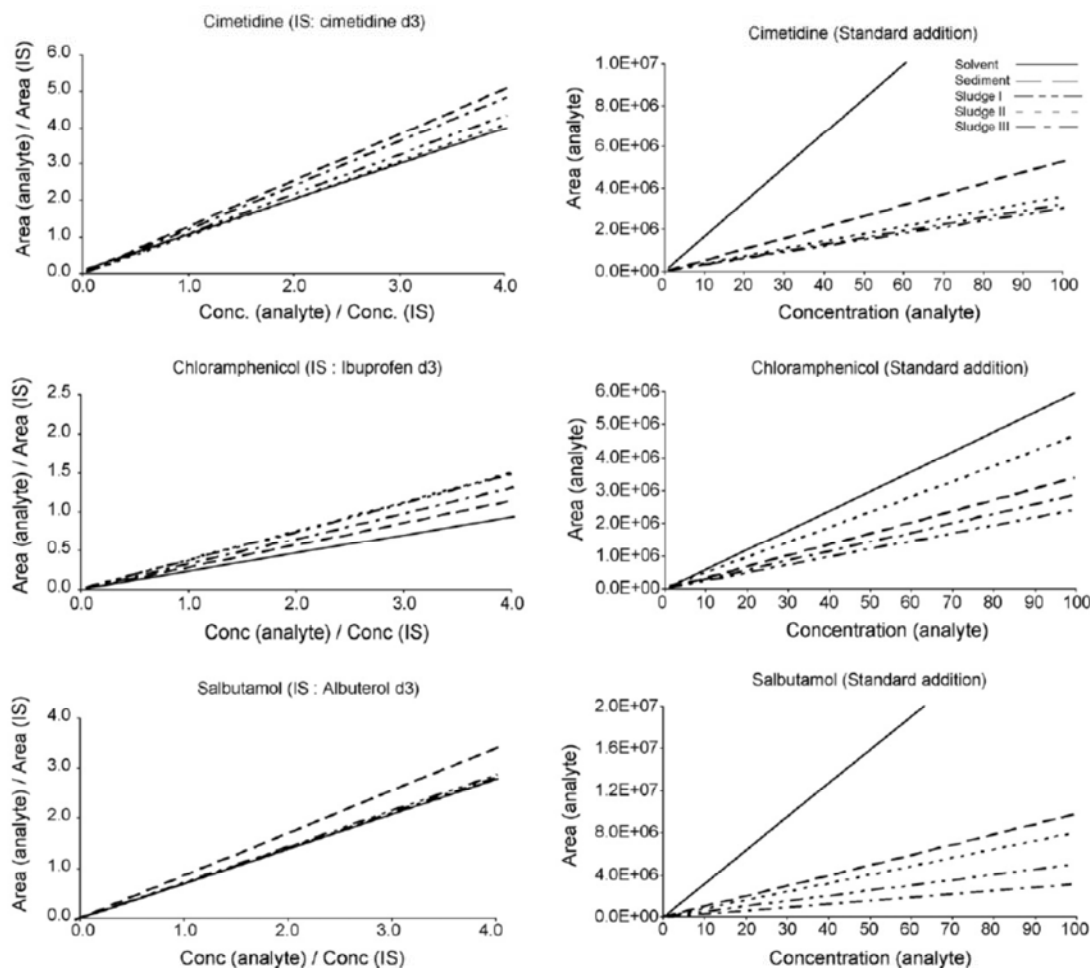 Cimetidine (IS: cimetidine d3)
Area (analyte) / Area (IS)
6.0
5.0
4.0
3.0
2.0
1.0
0.0
0.0 1.0 2.0 3.0 4.0
Conc. (analyte) / Conc. (IS)
Cimetidine (Standard addition)
Area (analyte)
1.0E+07
8.0E+06
6.0E+06
4.0E+06
2.0E+06
0.0E+00
0 10 20 30 40 50 60 70 80 90 100
Concentration (analyte)
Solvent
Sediment
Sludge I
Sludge II
Sludge III
Chloramphenicol (IS : Ibuprofen d3)
Area (analyte) / Area (IS)
2.5
2.0
1.5
1.0
0.5
0.0
0.0 1.0 2.0 3.0 4.0
Conc (analyte) / Conc (IS)
Chloramphenicol (Standard addition)
Area (analyte)
6.0E+06
5.0E+06
4.0E+06
3.0E+06
2.0E+06
1.0E+06
0.0E+00
0 10 20 30 40 50 60 70 80 90 100
Concentration (analyte)
Salbutamol (IS : Albuterol d3)
Area (analyte) / Area (IS)
4.0
3.0
2.0
1.0
0.0
0.0 1.0 2.0 3.0 4.0
Conc (analyte) / Conc (IS)
Salbutamol (Standard addition)
Area (analyte)
2.0E+07
1.6E+07
1.2E+07
8.0E+06
4.0E+06
0.0E+00
0 10 20 30 40 50 60 70 80 90 100
Concentration (analyte)